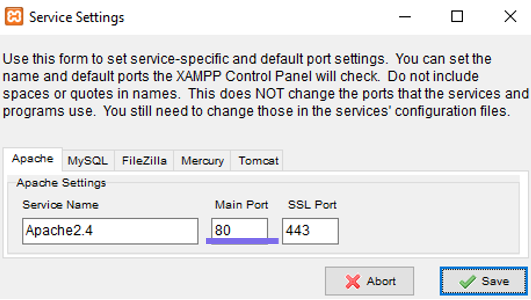 Service Settings
Use this form to set service-specific and default port settings.  You can set the
name and default ports the XAMPP Control Panel will check.  Do not include
spaces or quotes in names.  This does NOT change the ports that the services and
programs use.  You still need to change those in the services' configuration files.
Apache MySQL FileZilla Mercury Tomcat
Apache Settings
Service Name Main Port SSL Port
Apache2.4 80 443
Abort Save